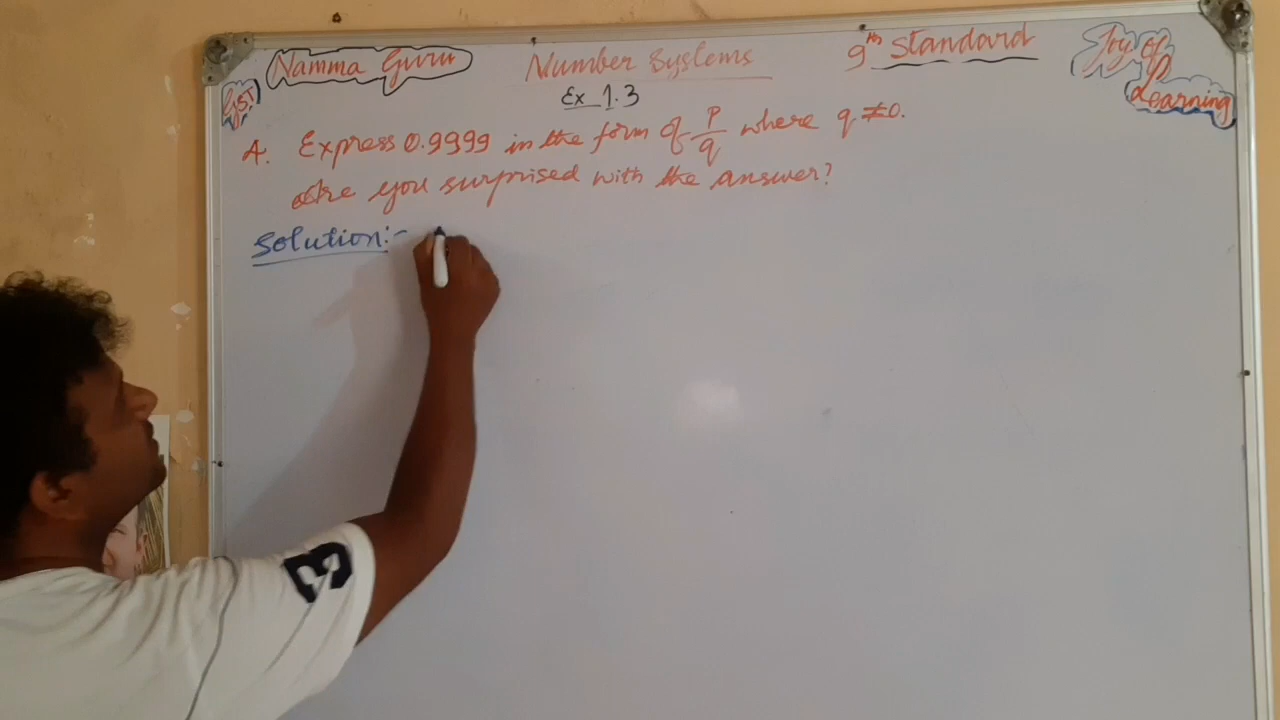 Namma Guru Number Systems 9th Standard Joy of Learning
Ex 1.3
4. Express 0.9999 in the form of p/q where q ≠ 0.
Are you surprised with the answer?
Solution:-